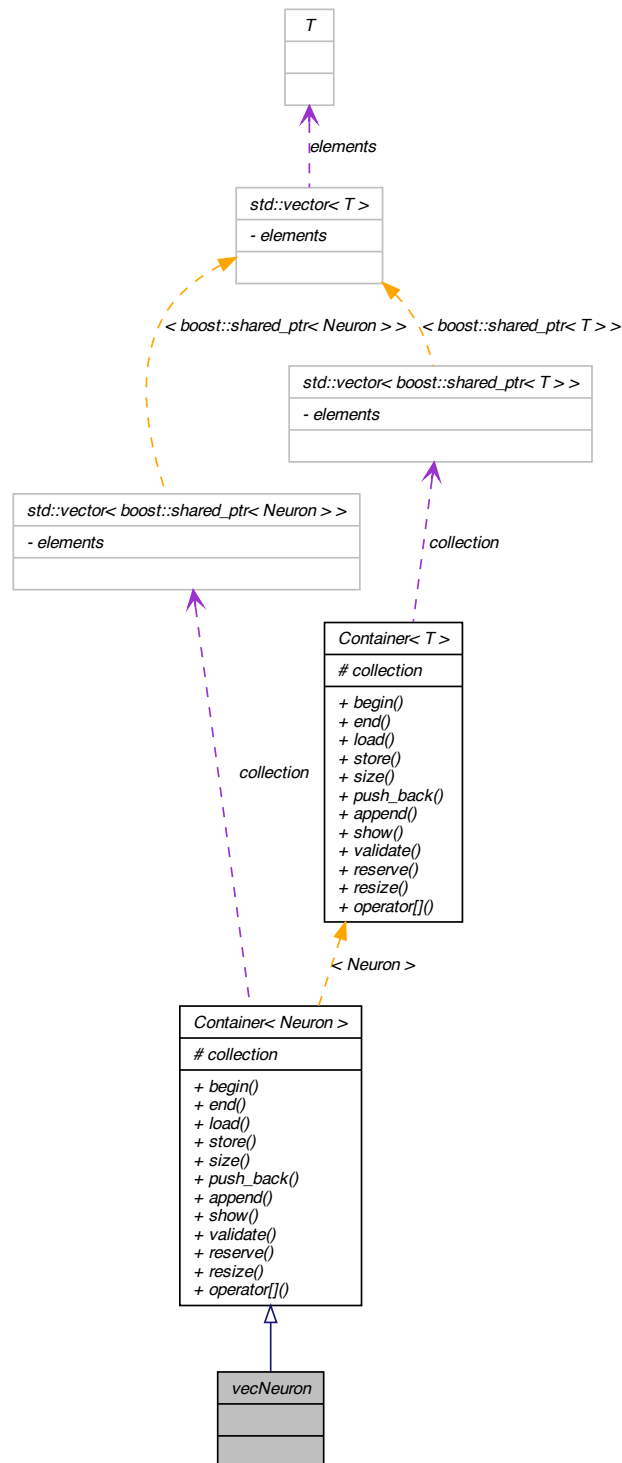 T
elements
std::vector< T >
- elements
< boost::shared_ptr< Neuron > >
< boost::shared_ptr< T > >
std::vector< boost::shared_ptr< T > >
- elements
std::vector< boost::shared_ptr< Neuron > >
- elements
collection
Container< T >
# collection
+ begin()
+ end()
+ load()
+ store()
+ size()
+ push_back()
+ append()
+ show()
+ validate()
+ reserve()
+ resize()
+ operator[]()
collection
< Neuron >
Container< Neuron >
# collection
+ begin()
+ end()
+ load()
+ store()
+ size()
+ push_back()
+ append()
+ show()
+ validate()
+ reserve()
+ resize()
+ operator[]()
vecNeuron